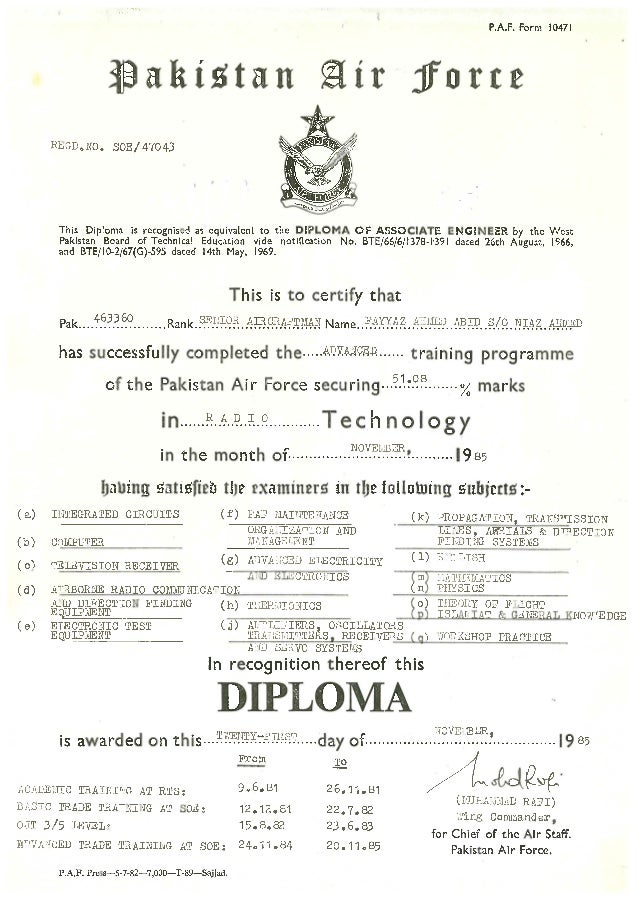 P.A.F. Form 10471
Pakistan Air Force
REGD.NO. SOE/47043
This Diploma is recognised as equivalent to the DIPLOMA OF ASSOCIATE ENGINEER by the West
Pakistan Board of Technical Education vide notification No. BTE/66/6/1378-1391 dated 26th August, 1966,
and BTE/10-2/67(G)-595 dated 14th May, 1969.
This is to certify that
Pak....463360........Rank.SENIOR AIRCRAFTMAN Name..FAYYAZ AHMED ABID S/O NIAZ AHMED
has successfully completed the....ADVANCED...... training programme
of the Pakistan Air Force securing..51.08........% marks
in......RADIO...........Technology
in the month of............NOVEMBER,.........1985
having satisfied the examiners in the following subjects:-
(a) INTEGRATED CIRCUITS
(b) COMPUTER
(c) TELEVISION RECEIVER
(d) AIRBORNE RADIO COMMUNICATION
AND DIRECTION FINDING
EQUIPMENT
(e) ELECTRONIC TEST
EQUIPMENT
(f) PAF MAINTENANCE
ORGANIZATION AND
MANAGEMENT
(g) ADVANCED ELECTRICITY
AND ELECTRONICS
(h) THERMIONICS
(j) AMPLIFIERS, OSCILLATORS
TRANSMITTERS, RECEIVERS
AND SERVO SYSTEMS
(k) PROPAGATION, TRANSMISSION
LINES, AERIALS & DIRECTION
FINDING SYSTEMS
(l) ENGLISH
(m) MATHEMATICS
(n) PHYSICS
(o) THEORY OF FLIGHT
(p) ISLAMIAT & GENERAL KNOWLEDGE
(q) WORKSHOP PRACTICE
In recognition thereof this
DIPLOMA
is awarded on this..TWENTY-FIRST...day of............NOVEMBER,..........1985
From To
ACADEMIC TRAINING AT RTS: 9.6.81 26.11.81
BASIC TRADE TRAINING AT SOE: 12.12.81 22.7.82
OJT 3/5 LEVEL: 15.8.82 23.6.83
ADVANCED TRADE TRAINING AT SOE: 24.11.84 20.11.85
(MUHAMMAD RAFI)
Wing Commander,
for Chief of the Air Staff.
Pakistan Air Force.
P.A.F. Press—5-7-82—7,000—T-89—Sajjad.